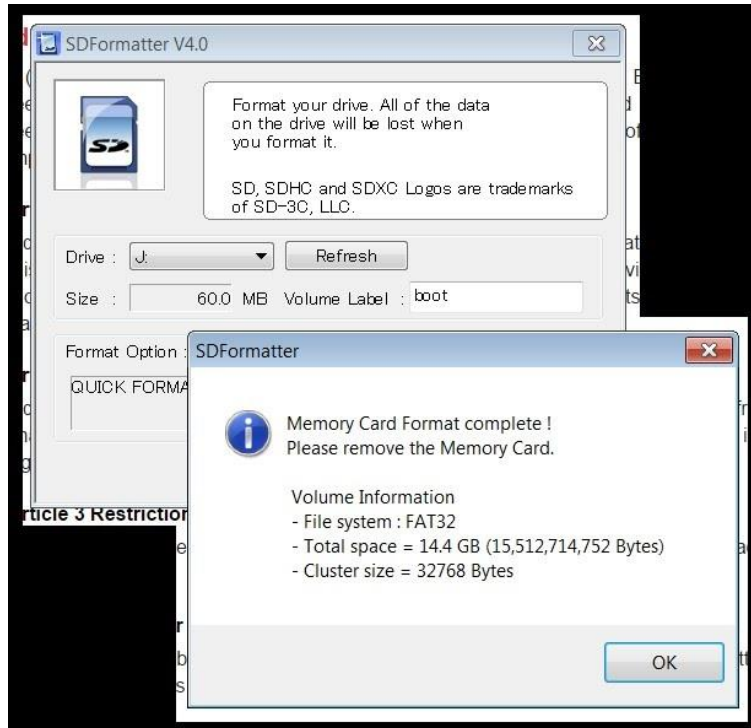 SDFormatter V4.0
SD
Format your drive. All of the data
on the drive will be lost when
you format it.
SD, SDHC and SDXC Logos are trademarks
of SD-3C, LLC.
Drive : J: Refresh
Size : 60.0 MB Volume Label : boot
Format Option :
QUICK FORMA
SDFormatter
Memory Card Format complete !
Please remove the Memory Card.
Volume Information
- File system : FAT32
- Total space = 14.4 GB (15,512,714,752 Bytes)
- Cluster size = 32768 Bytes
OK
rticle 3 Restriction